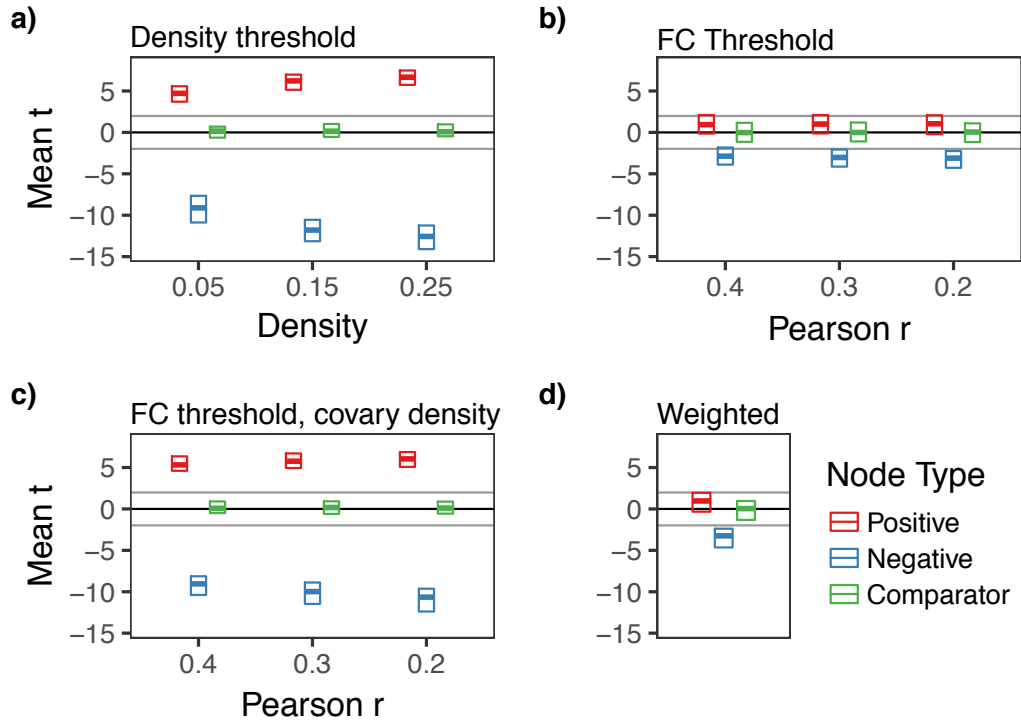 a)
Density threshold
Mean t
5
0
−5
−10
−15
0.05 0.15 0.25
Density
b)
FC Threshold
5
0
−5
−10
−15
0.4 0.3 0.2
Pearson r
c)
FC threshold, covary density
Mean t
5
0
−5
−10
−15
0.4 0.3 0.2
Pearson r
d)
Weighted
5
0
−5
−10
−15
Node Type
Positive
Negative
Comparator